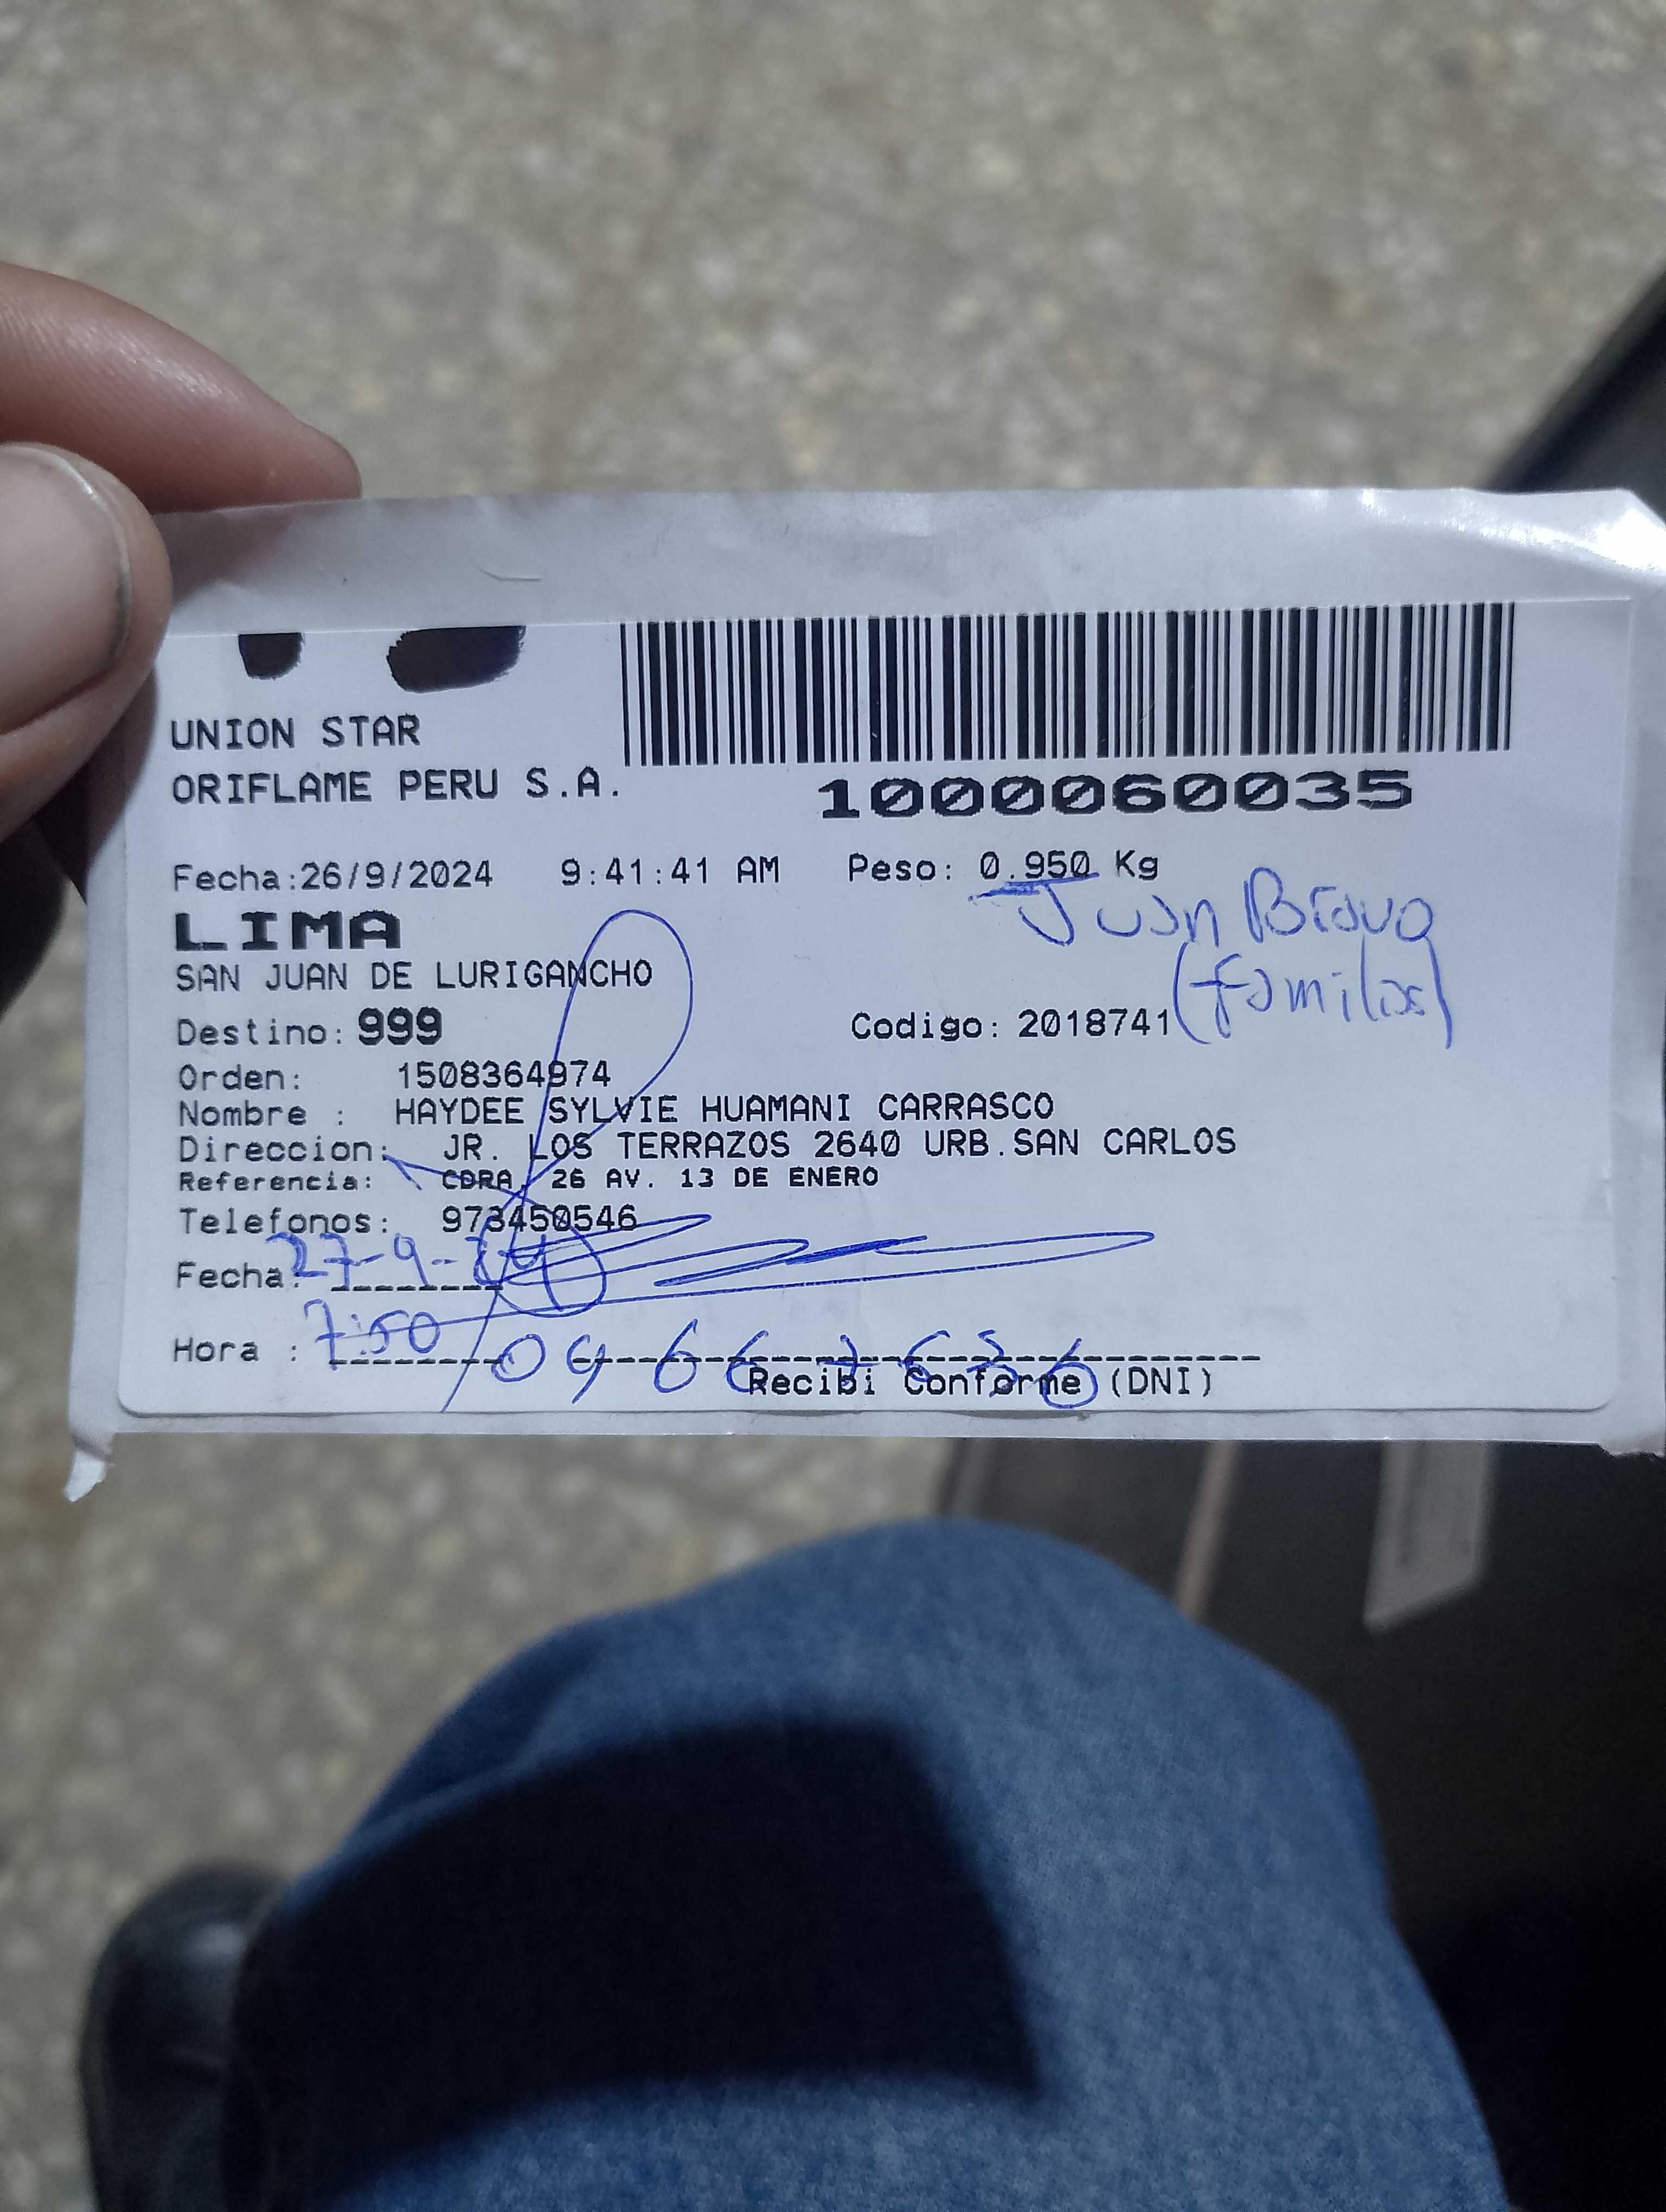 UNION STAR
ORIFLAME PERU S.A.
1000060035
Fecha:26/9/2024 9:41:41 AM Peso: 0.950 Kg
Juan Bravo
LIMA
(familiar)
SAN JUAN DE LURIGANCHO
Destino: 999 Codigo: 2018741
Orden: 1508364974
Nombre : HAYDEE SYLVIE HUAMANI CARRASCO
Direccion: JR. LOS TERRAZOS 2640 URB.SAN CARLOS
Referencia: CDRA, 26 AV. 13 DE ENERO
Telefonos: 973450546
Fecha: 27-9-24
Hora : 7:50
Recibi Conforme (DNI)